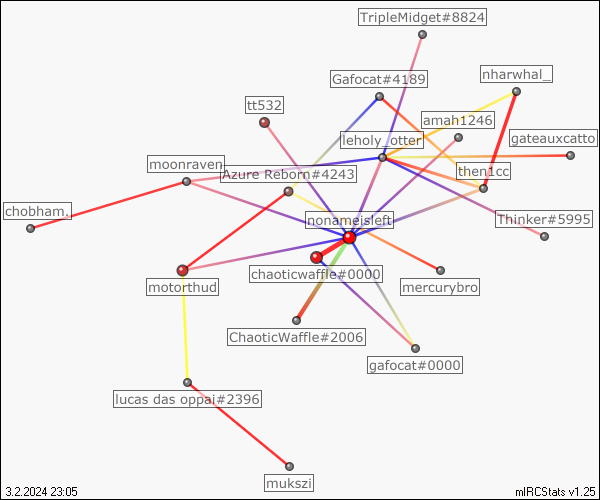 TripleMidget#8824
nharwhal_
Gafocat#4189
tt532
amah1246
leholy_otter
gateauxcatto
moonraven
Azure Reborn#4243
then1cc
chobham.
nonameisleft
Thinker#5995
chaoticwaffle#0000
motorthud
mercurybro
ChaoticWaffle#2006
gafocat#0000
lucas das oppai#2396
mukszi
3.2.2024 23:05
mIRCStats v1.25